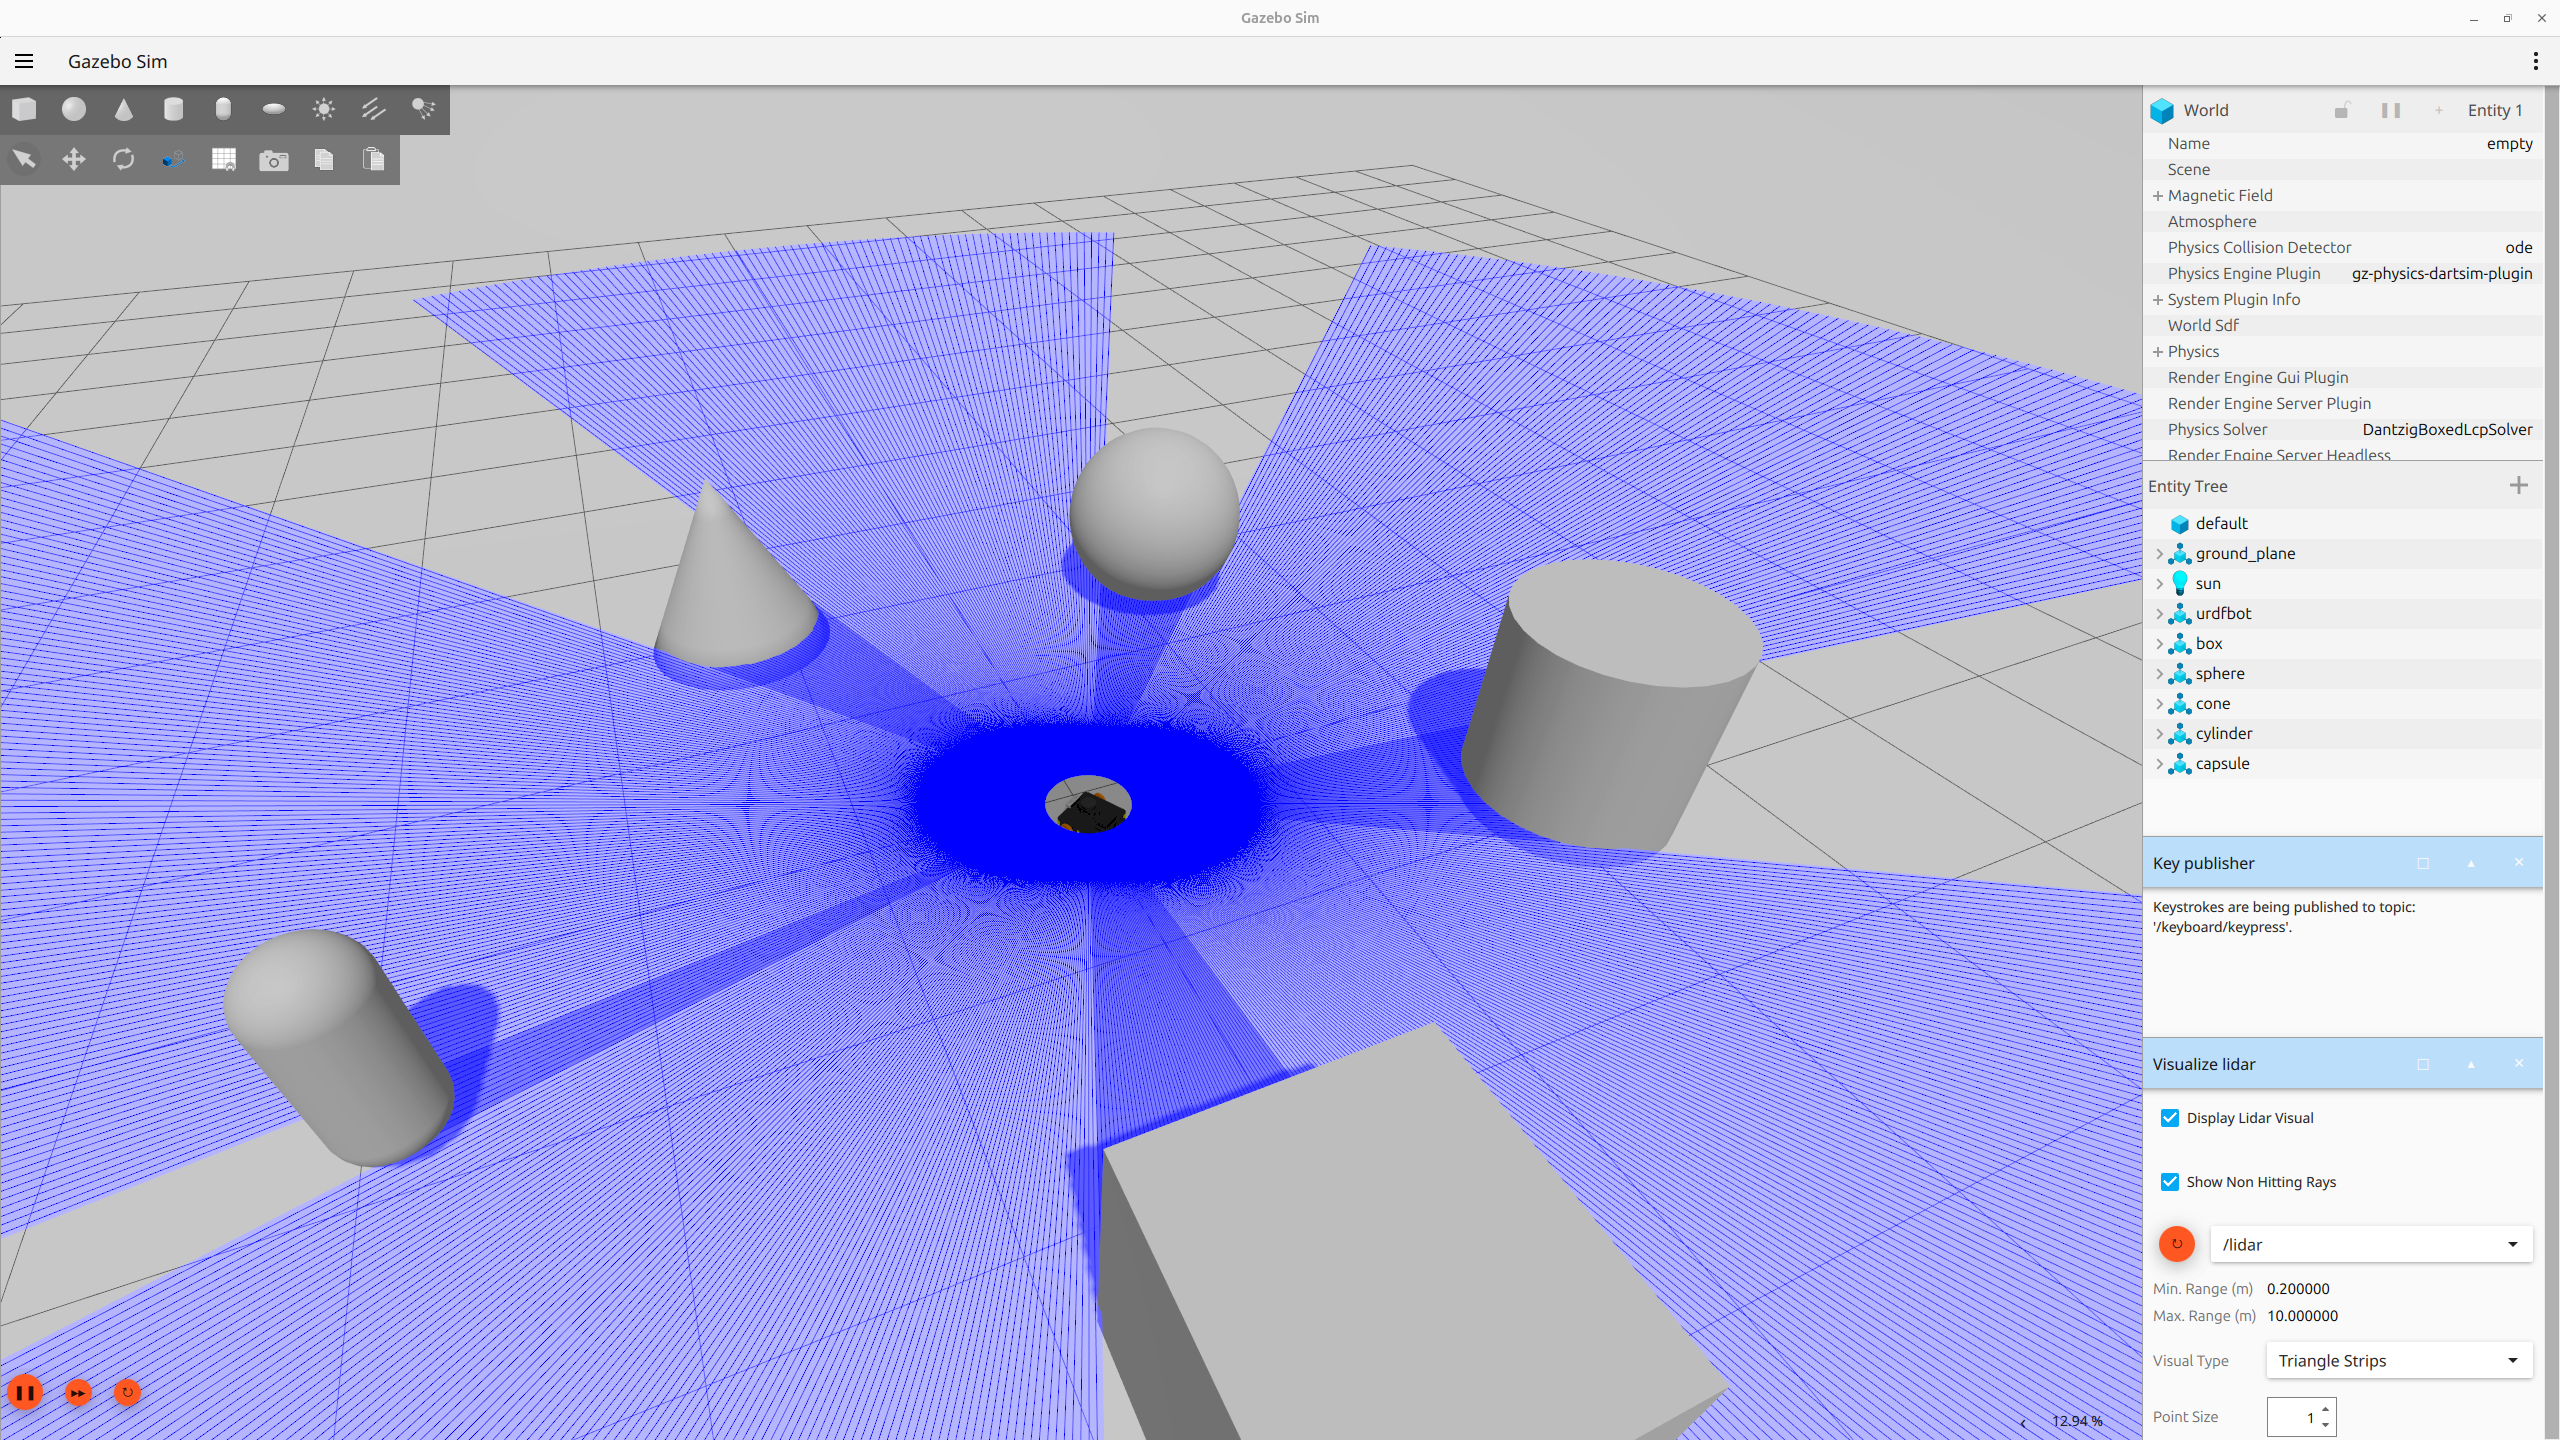 Gazebo Sim
Gazebo Sim
World Entity 1
Name empty
Scene
Magnetic Field
Atmosphere
Physics Collision Detector ode
Physics Engine Plugin gz-physics-dartsim-plugin
System Plugin Info
World Sdf
Physics
Render Engine Gui Plugin
Render Engine Server Plugin
Physics Solver DantzigBoxedLcpSolver
Render Engine Server Headless
Entity Tree
default
ground_plane
sun
urdfbot
box
sphere
cone
cylinder
capsule
Key publisher
Keystrokes are being published to topic:
'/keyboard/keypress'.
Visualize lidar
Display Lidar Visual
Show Non Hitting Rays
/lidar
Min. Range (m) 0.200000
Max. Range (m) 10.000000
Visual Type Triangle Strips
Point Size 1
12.94 %